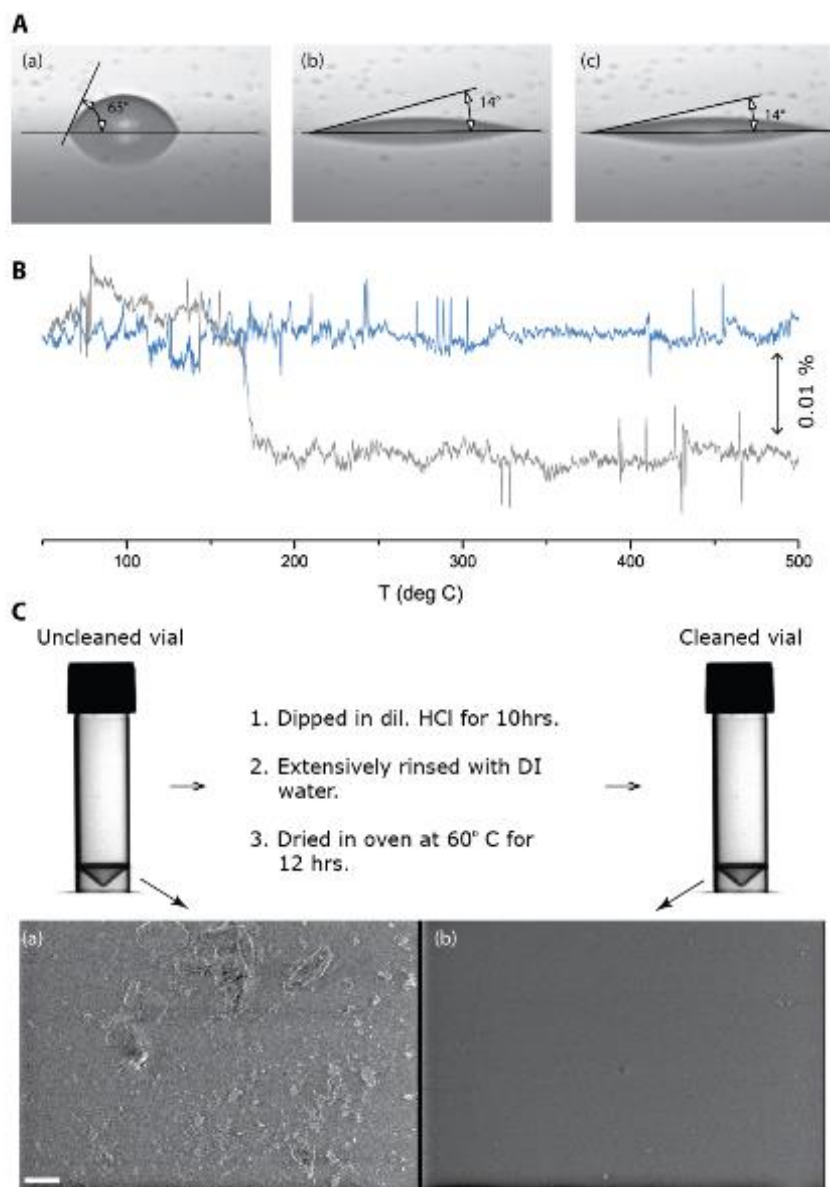 A
(a)
65°
(b)
14°
(c)
14°
B
0.01 %
100
200
300
400
500
T (deg C)
C
Uncleaned vial
Cleaned vial
1. Dipped in dil. HCl for 10hrs.
2. Extensively rinsed with DI
water.
3. Dried in oven at 60° C for
12 hrs.
(a)
(b)